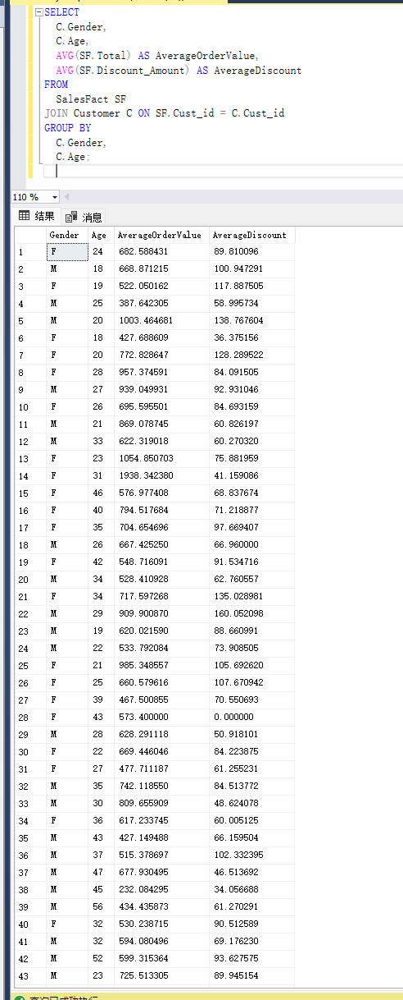 SELECT
C.Gender,
C.Age,
AVG(SF.Total) AS AverageOrderValue,
AVG(SF.Discount_Amount) AS AverageDiscount
FROM
SalesFact SF
JOIN Customer C ON SF.Cust_id = C.Cust_id
GROUP BY
C.Gender,
C.Age;
110 %
结果 消息
Gender Age AverageOrderValue AverageDiscount
1 F 24 682.588431 89.810096
2 M 18 668.871215 100.947291
3 F 19 522.050162 117.887505
4 M 25 387.642305 58.995734
5 M 20 1003.464681 138.767604
6 F 18 427.688609 36.375156
7 F 20 772.828647 128.289522
8 F 28 957.374591 84.091505
9 M 27 939.049931 92.931046
10 F 26 695.595501 84.693159
11 M 21 869.078745 60.826197
12 M 33 622.319018 60.270320
13 F 23 1054.850703 75.881959
14 F 31 1938.342380 41.159086
15 F 46 576.977408 68.837674
16 F 40 794.517684 71.218877
17 F 35 704.654696 97.669407
18 M 26 667.425250 66.960000
19 F 42 548.716091 91.534716
20 M 34 528.410928 62.760557
21 F 34 717.597268 135.028981
22 M 29 909.900870 160.052098
23 M 19 620.021590 88.660991
24 M 22 533.792084 73.908505
25 F 21 985.348557 105.692620
26 F 25 660.579616 107.670942
27 F 39 467.500855 70.550693
28 F 43 573.400000 0.000000
29 M 28 628.291118 50.918101
30 F 22 669.446046 84.223875
31 F 27 477.711187 61.255231
32 M 35 742.118550 84.513772
33 M 30 809.655909 48.624078
34 F 36 617.233745 60.005125
35 M 43 427.149488 66.159504
36 M 37 515.378697 102.332395
37 M 47 677.930495 46.513692
38 M 45 232.084295 34.056688
39 M 56 434.435873 61.270291
40 F 32 530.238715 90.512589
41 M 32 594.080496 69.176230
42 M 52 599.315364 93.627575
43 M 23 725.513305 89.945154